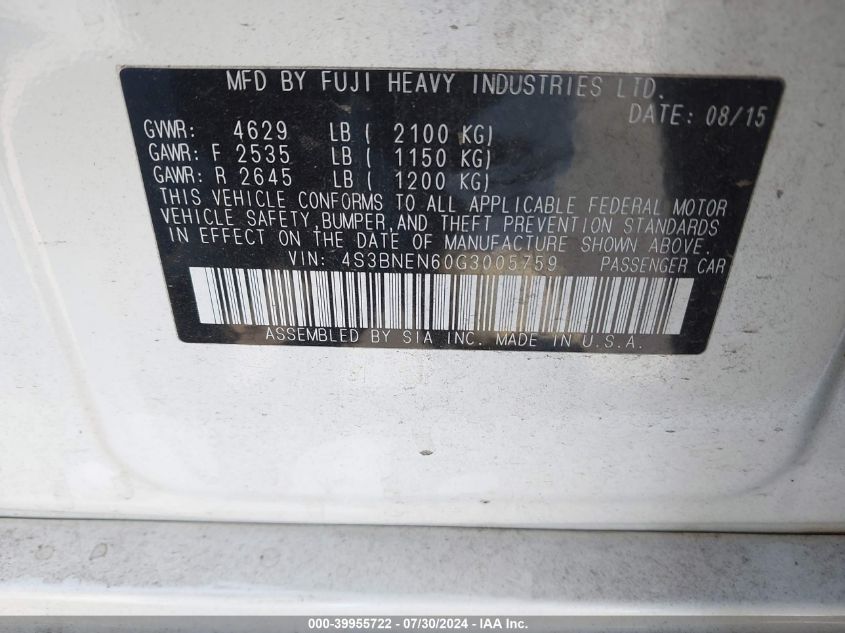 MFD BY FUJI HEAVY INDUSTRIES LTD.
DATE: 08/15
GVWR: 4629 LB ( 2100 KG)
GAWR: F 2535 LB ( 1150 KG)
GAWR: R 2645 LB ( 1200 KG)
THIS VEHICLE CONFORMS TO ALL APPLICABLE FEDERAL MOTOR
VEHICLE SAFETY, BUMPER, AND THEFT PREVENTION STANDARDS
IN EFFECT ON THE DATE OF MANUFACTURE SHOWN ABOVE.
VIN: 4S3BNEN60G3005759 PASSENGER CAR
ASSEMBLED BY SIA INC. MADE IN U.S.A.
000-39955722 - 07/30/2024 - IAA Inc.